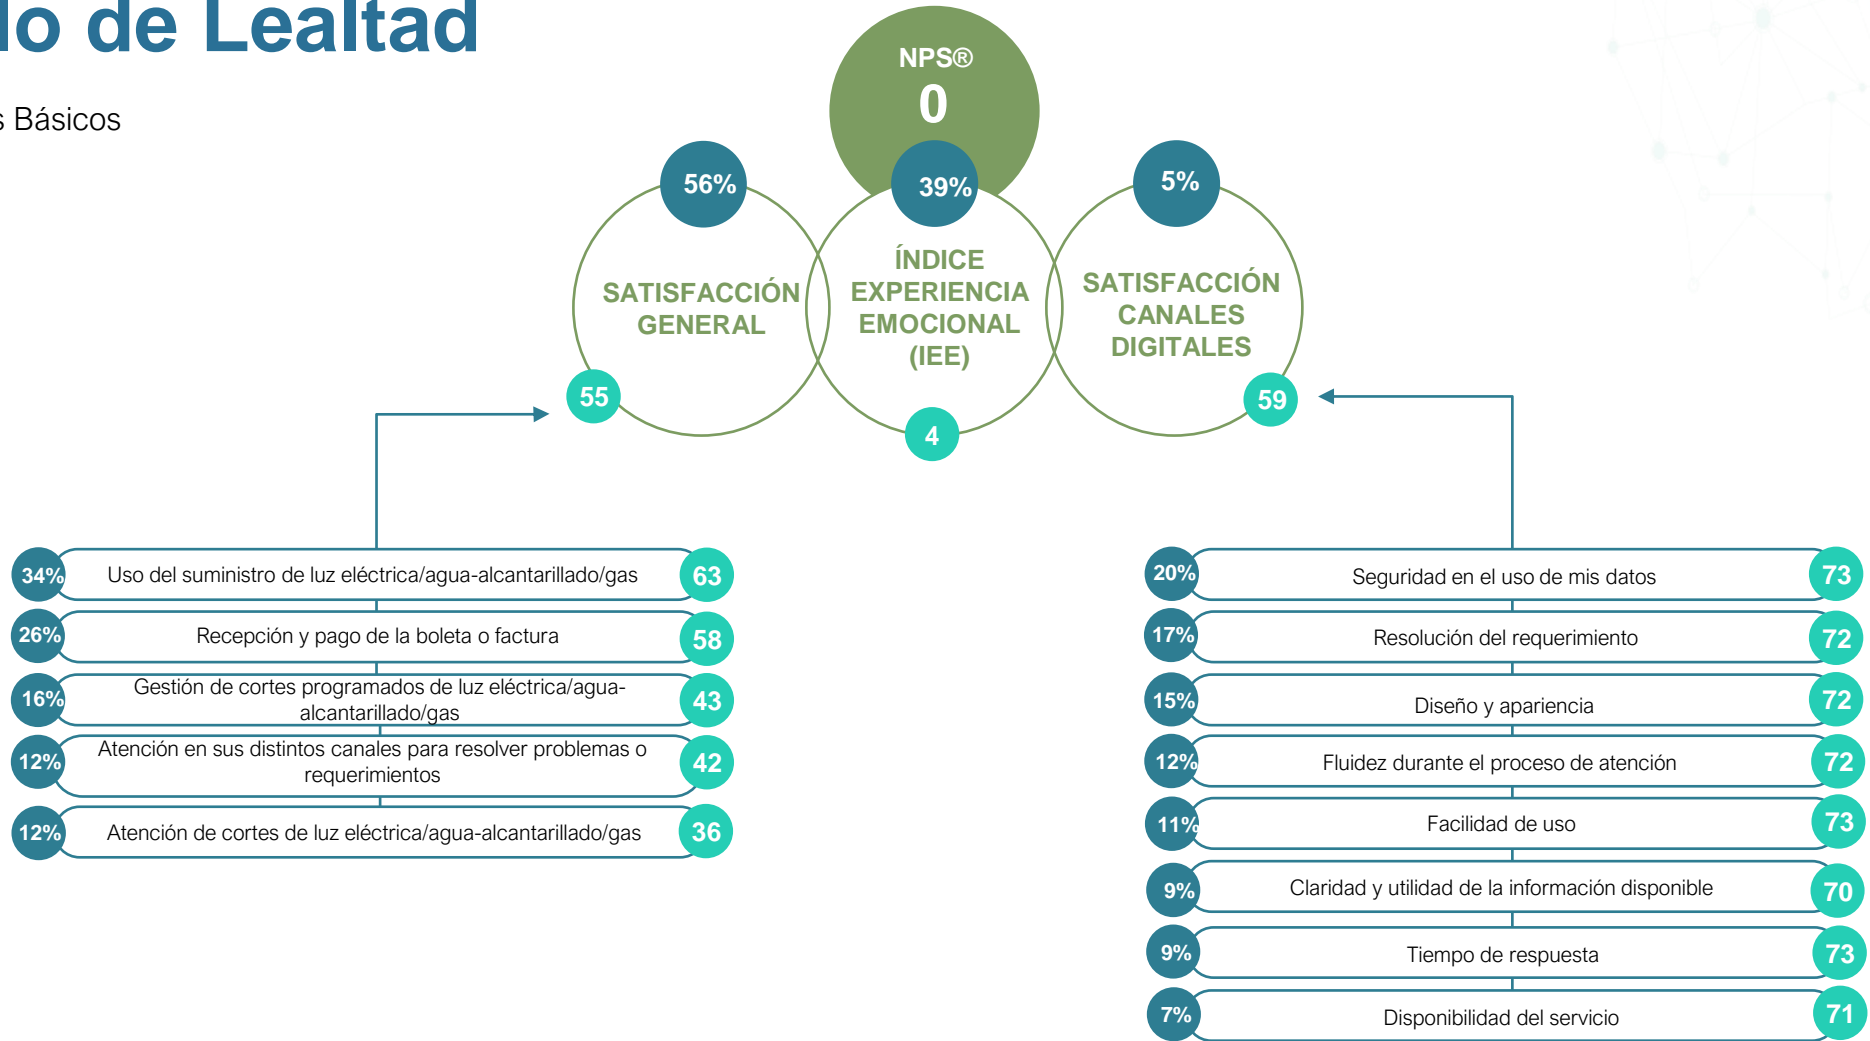 lo de Lealtad
s Básicos
NPS®
0
56%
39%
5%
SATISFACCIÓN
GENERAL
ÍNDICE
EXPERIENCIA
EMOCIONAL
(IEE)
SATISFACCIÓN
CANALES
DIGITALES
55
4
59
34% Uso del suministro de luz eléctrica/agua-alcantarillado/gas 63
26% Recepción y pago de la boleta o factura 58
16% Gestión de cortes programados de luz eléctrica/agua-
alcantarillado/gas 43
12% Atención en sus distintos canales para resolver problemas o
requerimientos 42
12% Atención de cortes de luz eléctrica/agua-alcantarillado/gas 36
20% Seguridad en el uso de mis datos 73
17% Resolución del requerimiento 72
15% Diseño y apariencia 72
12% Fluidez durante el proceso de atención 72
11% Facilidad de uso 73
9% Claridad y utilidad de la información disponible 70
9% Tiempo de respuesta 73
7% Disponibilidad del servicio 71